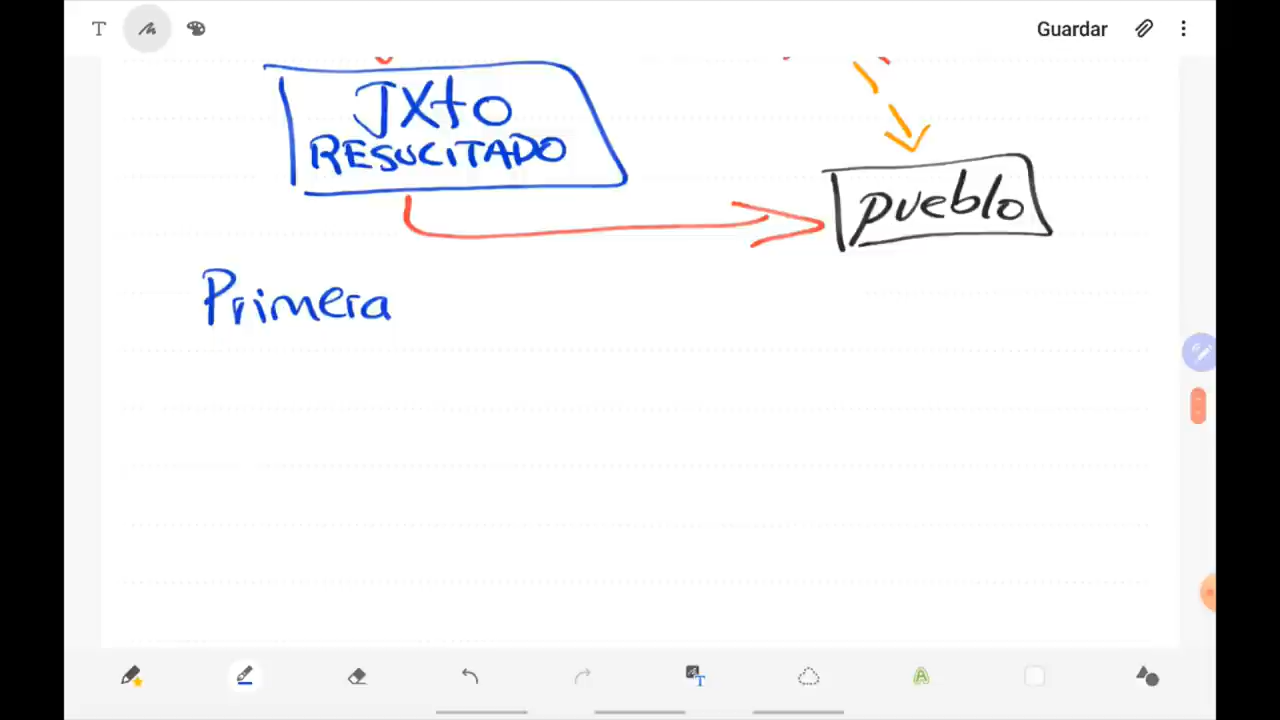 T Guardar
JXto
RESUCITADO
pueblo
Primera
T
A